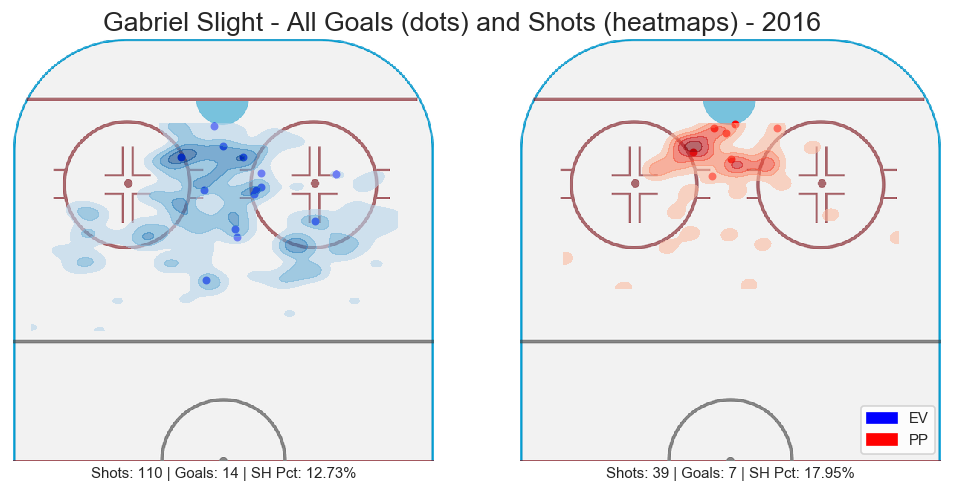 Gabriel Slight - All Goals (dots) and Shots (heatmaps) - 2016
EV
PP
Shots: 110 | Goals: 14 | SH Pct: 12.73%
Shots: 39 | Goals: 7 | SH Pct: 17.95%